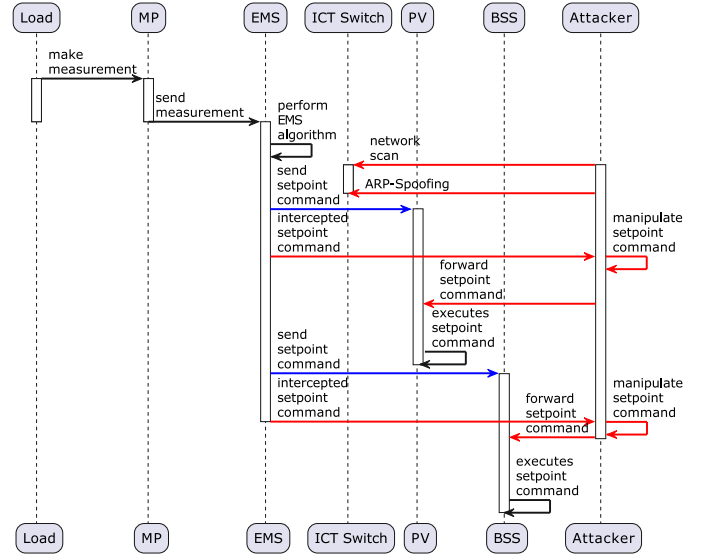 Load
MP
EMS
ICT Switch
PV
BSS
Attacker
make
measurement
send
measurement
perform
EMS
algorithm
network
scan
send
setpoint
command
ARP-Spoofing
intercepted
setpoint
command
manipulate
setpoint
command
forward
setpoint
command
executes
setpoint
command
send
setpoint
command
intercepted
setpoint
command
manipulate
setpoint
command
forward
setpoint
command
executes
setpoint
command
Load
MP
EMS
ICT Switch
PV
BSS
Attacker